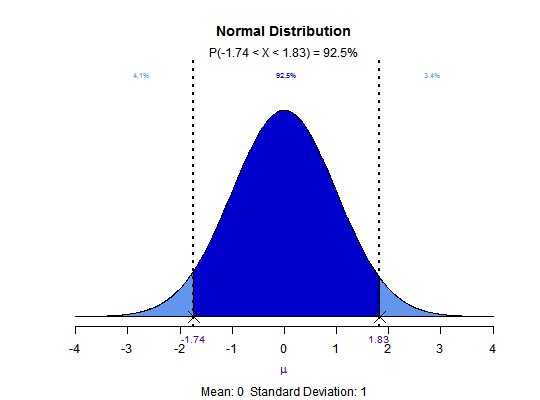 Normal Distribution
P(-1.74 < X < 1.83) = 92.5%
4.1% 92.5% 3.4%
-4 -3 -2 -1 0 1 2 3 4
-1.74 1.83
μ
Mean: 0 Standard Deviation: 1